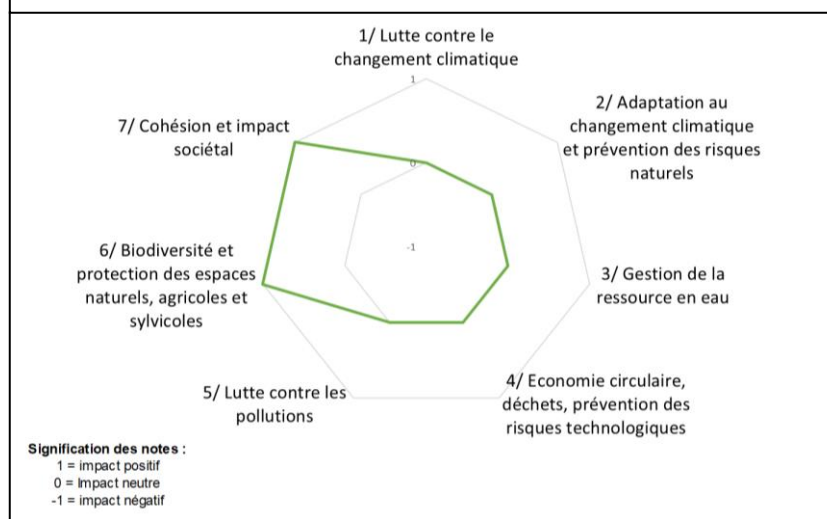 1/ Lutte contre le
changement climatique
1
2/ Adaptation au
changement climatique
et prévention des risques
naturels
7/ Cohésion et impact
sociétal
0
6/ Biodiversité et
protection des espaces
naturels, agricoles et
sylvicoles
-1
3/ Gestion de la
ressource en eau
5/ Lutte contre les
pollutions
4/ Economie circulaire,
déchets, prévention des
risques technologiques
Signification des notes :
1 = impact positif
0 = Impact neutre
-1 = impact négatif